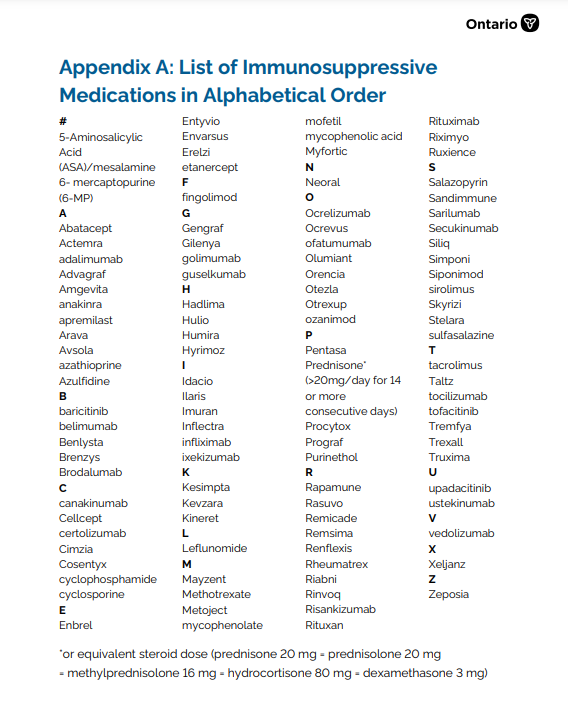 Ontario
Appendix A: List of Immunosuppressive
Medications in Alphabetical Order
#
5-Aminosalicylic
Acid
(ASA)/mesalamine
6- mercaptopurine
(6-MP)
A
Abatacept
Actemra
adalimumab
Advagraf
Amgevita
anakinra
apremilast
Arava
Avsola
azathioprine
Azulfidine
B
baricitinib
belimumab
Benlysta
Brenzys
Brodalumab
C
canakinumab
Cellcept
certolizumab
Cimzia
Cosentyx
cyclophosphamide
cyclosporine
E
Enbrel
Entyvio
Envarsus
Erelzi
etanercept
F
fingolimod
G
Gengraf
Gilenya
golimumab
guselkumab
H
Hadlima
Hulio
Humira
Hyrimoz
I
Idacio
Ilaris
Imuran
Inflectra
infliximab
ixekizumab
K
Kesimpta
Kevzara
Kineret
L
Leflunomide
M
Mayzent
Methotrexate
Metoject
mycophenolate
mofetil
mycophenolic acid
Myfortic
N
Neoral
O
Ocrelizumab
Ocrevus
ofatumumab
Olumiant
Orencia
Otezla
Otrexup
ozanimod
P
Pentasa
Prednisone*
(>20mg/day for 14
or more
consecutive days)
Procytox
Prograf
Purinethol
R
Rapamune
Rasuvo
Remicade
Remsima
Renflexis
Rheumatrex
Riabni
Rinvoq
Risankizumab
Rituxan
Rituximab
Riximyo
Ruxience
S
Salazopyrin
Sandimmune
Sarilumab
Secukinumab
Siliq
Simponi
Siponimod
sirolimus
Skyrizi
Stelara
sulfasalazine
T
tacrolimus
Taltz
tocilizumab
tofacitinib
Tremfya
Trexall
Truxima
U
upadacitinib
ustekinumab
V
vedolizumab
X
Xeljanz
Z
Zeposia
*or equivalent steroid dose (prednisone 20 mg = prednisolone 20 mg
= methylprednisolone 16 mg = hydrocortisone 80 mg = dexamethasone 3 mg)